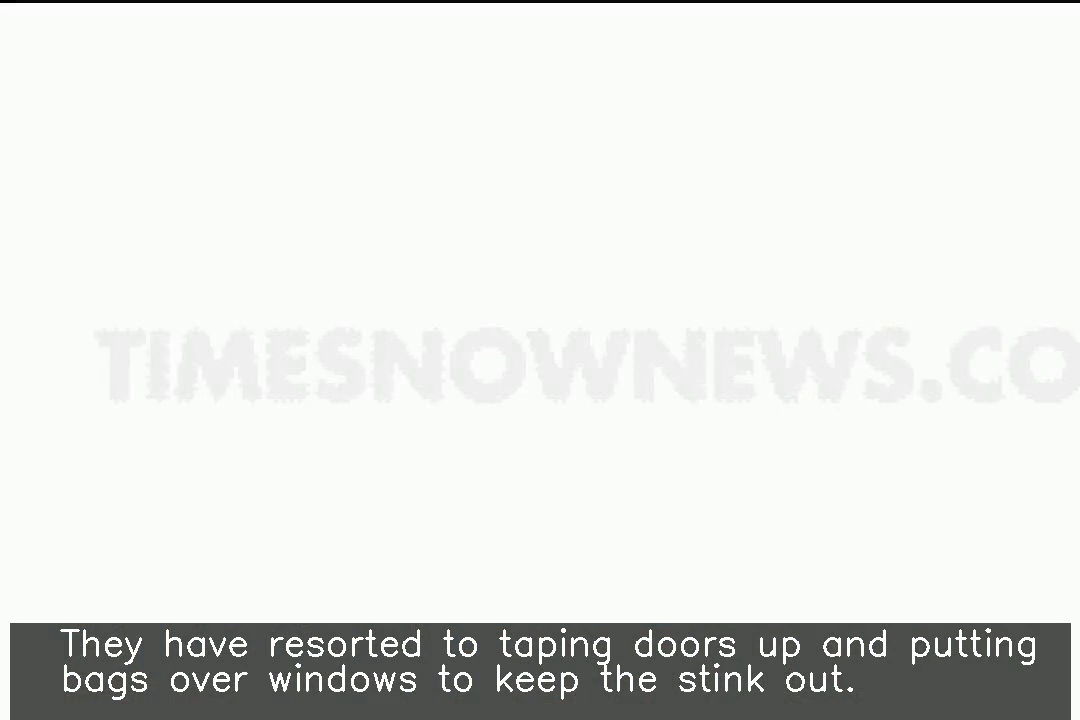 TIMESNOWNEWS.CO
They have resorted to taping doors up and putting
bags over windows to keep the stink out.